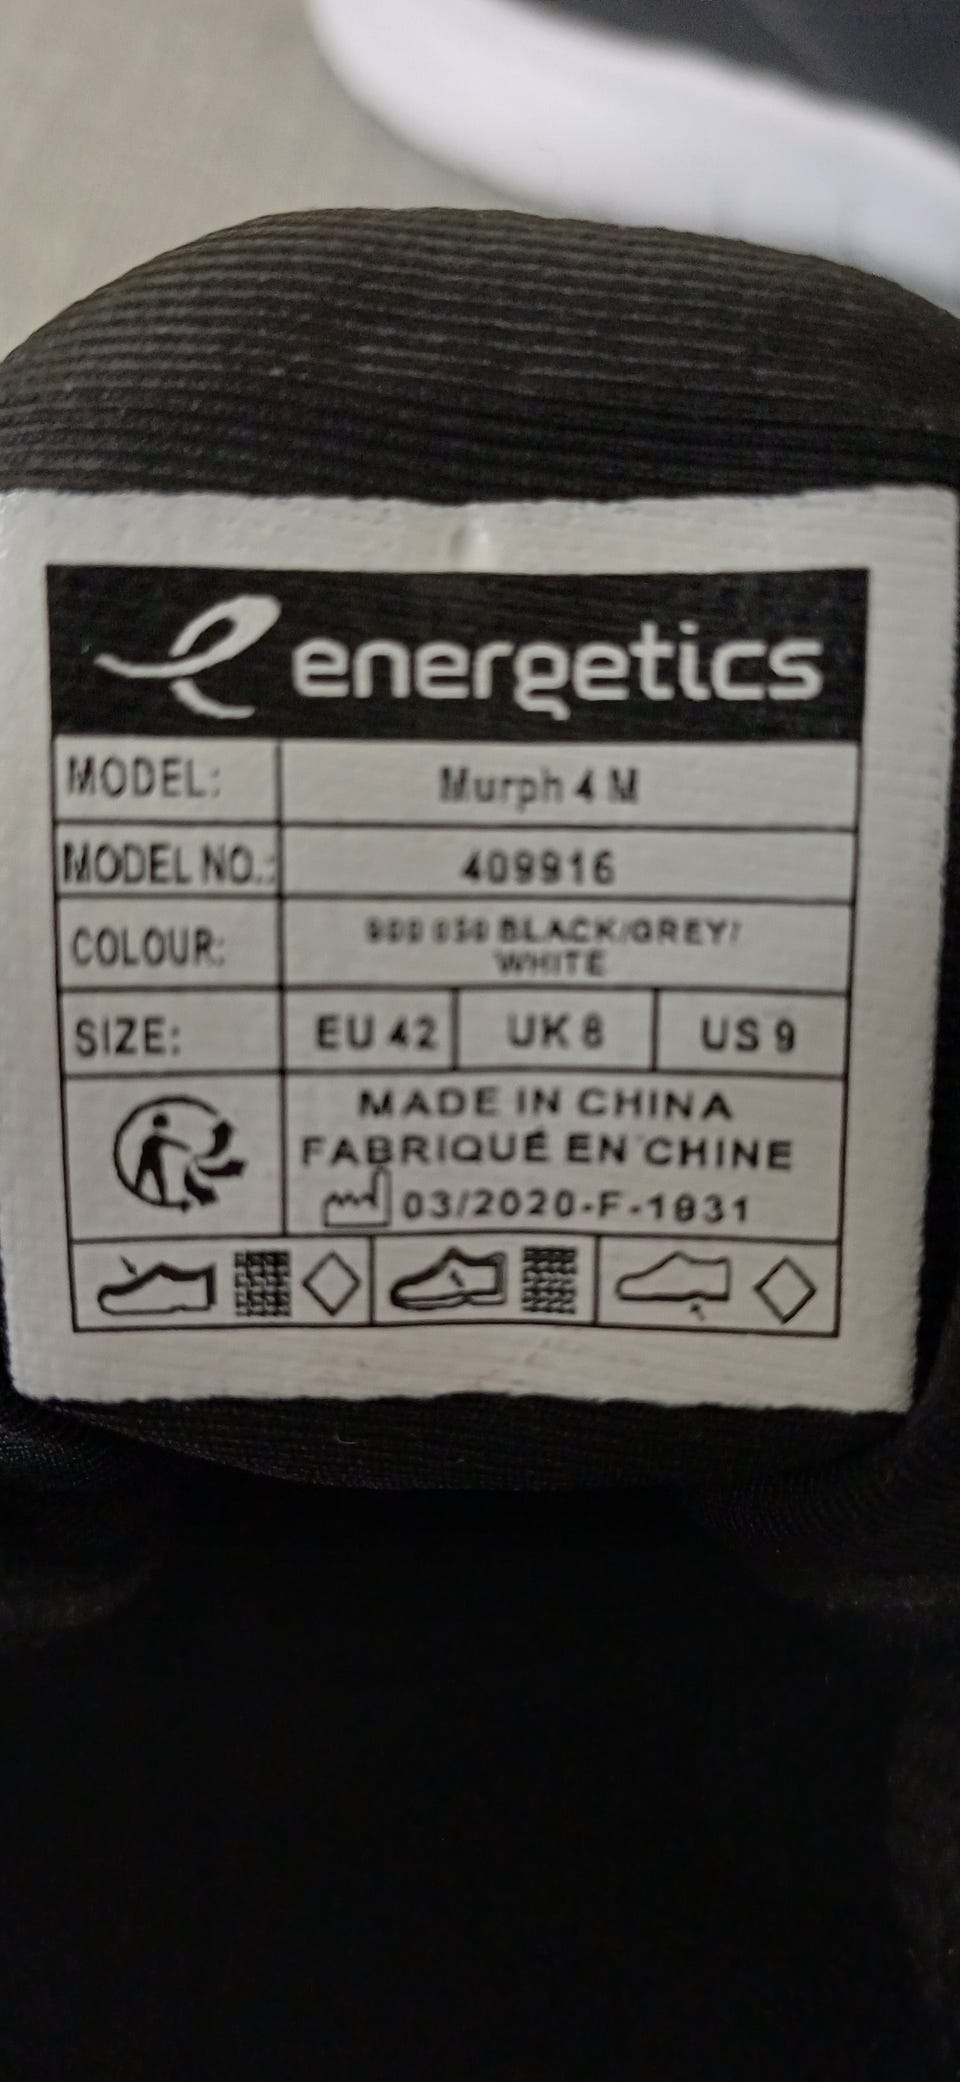 energetics
MODEL: Murph 4 M
MODEL NO.: 409916
COLOUR: BLACK/GREY/
WHITE
SIZE: EU 42 UK 8 US 9
MADE IN CHINA
FABRIQUÉ EN CHINE
03/2020-F-1931